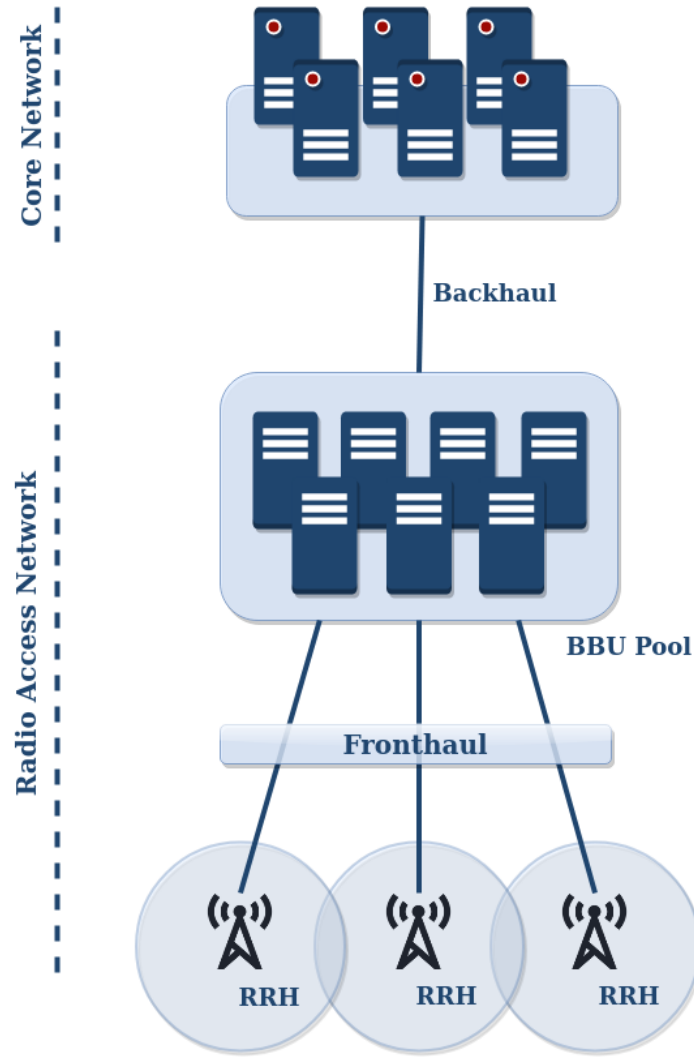 Core Network
Backhaul
Radio Access Network
BBU Pool
Fronthaul
RRH
RRH
RRH